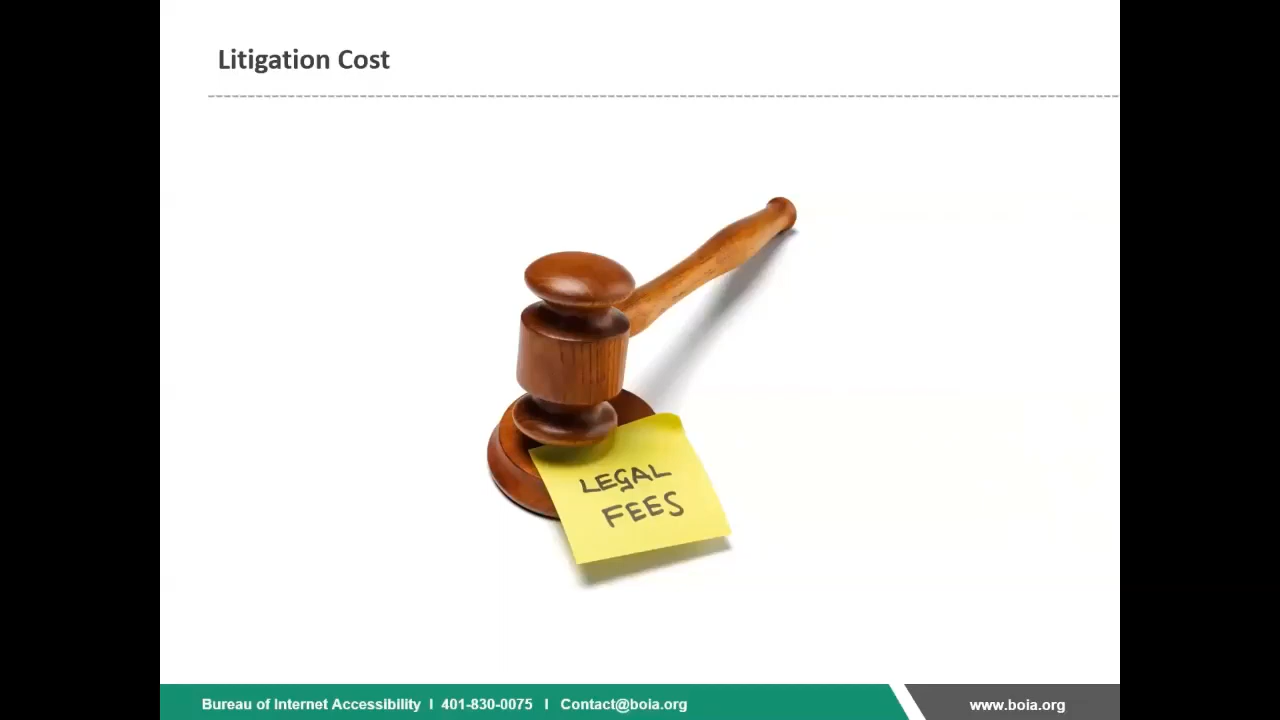 Litigation Cost
LEGAL
FEES
Bureau of Internet Accessibility I 401-830-0075 I Contact@boia.org
www.boia.org